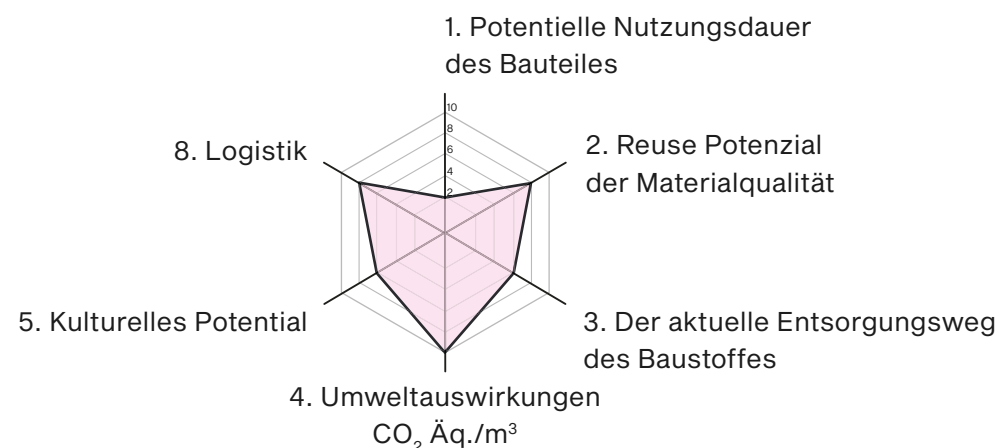 1. Potentielle Nutzungsdauer
des Bauteiles
10
8
6
4
2
8. Logistik
2. Reuse Potenzial
der Materialqualität
5. Kulturelles Potential
3. Der aktuelle Entsorgungsweg
des Baustoffes
4. Umweltauswirkungen
CO₂ Äq./m³